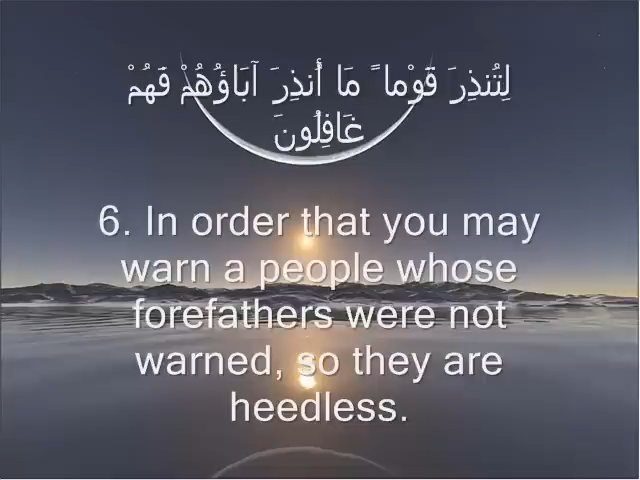 لِتُنذِرَ قَوْماً مَا أُنذِرَ آبَاؤُهُمْ فَهُمْ
غَافِلُونَ
6. In order that you may
warn a people whose
forefathers were not
warned, so they are
heedless.